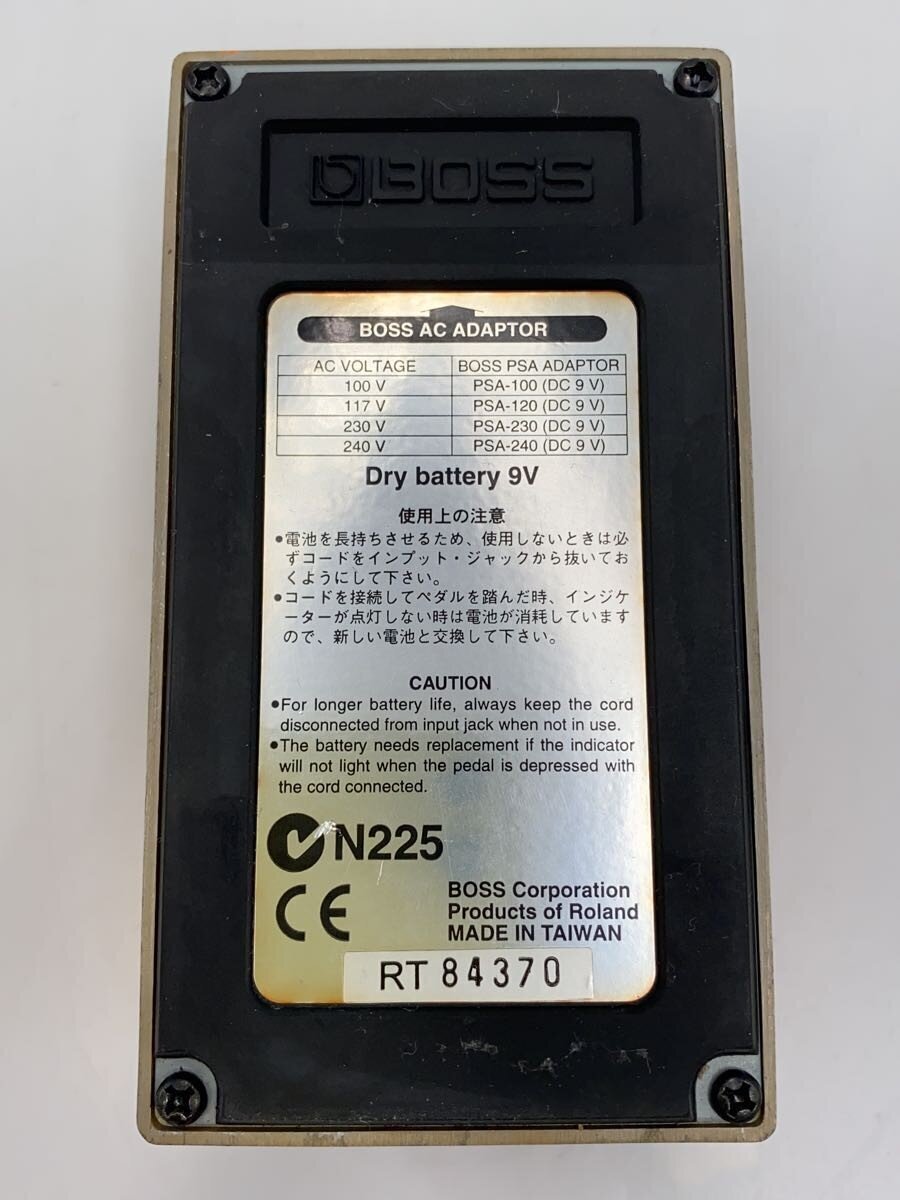 BOSS
BOSS AC ADAPTOR
AC VOLTAGE BOSS PSA ADAPTOR
100 V PSA-100 (DC 9 V)
117 V PSA-120 (DC 9 V)
230 V PSA-230 (DC 9 V)
240 V PSA-240 (DC 9 V)
Dry battery 9V
使用上の注意
●電池を長持ちさせるため、使用しないときは必
ずコードをインプット・ジャックから抜いてお
くようにして下さい。
●コードを接続してペダルを踏んだ時、インジケ
ーターが点灯しない時は電池が消耗しています
ので、新しい電池と交換して下さい。
CAUTION
●For longer battery life, always keep the cord
disconnected from input jack when not in use.
●The battery needs replacement if the indicator
will not light when the pedal is depressed with
the cord connected.
N225
CE
BOSS Corporation
Products of Roland
MADE IN TAIWAN
RT 84370